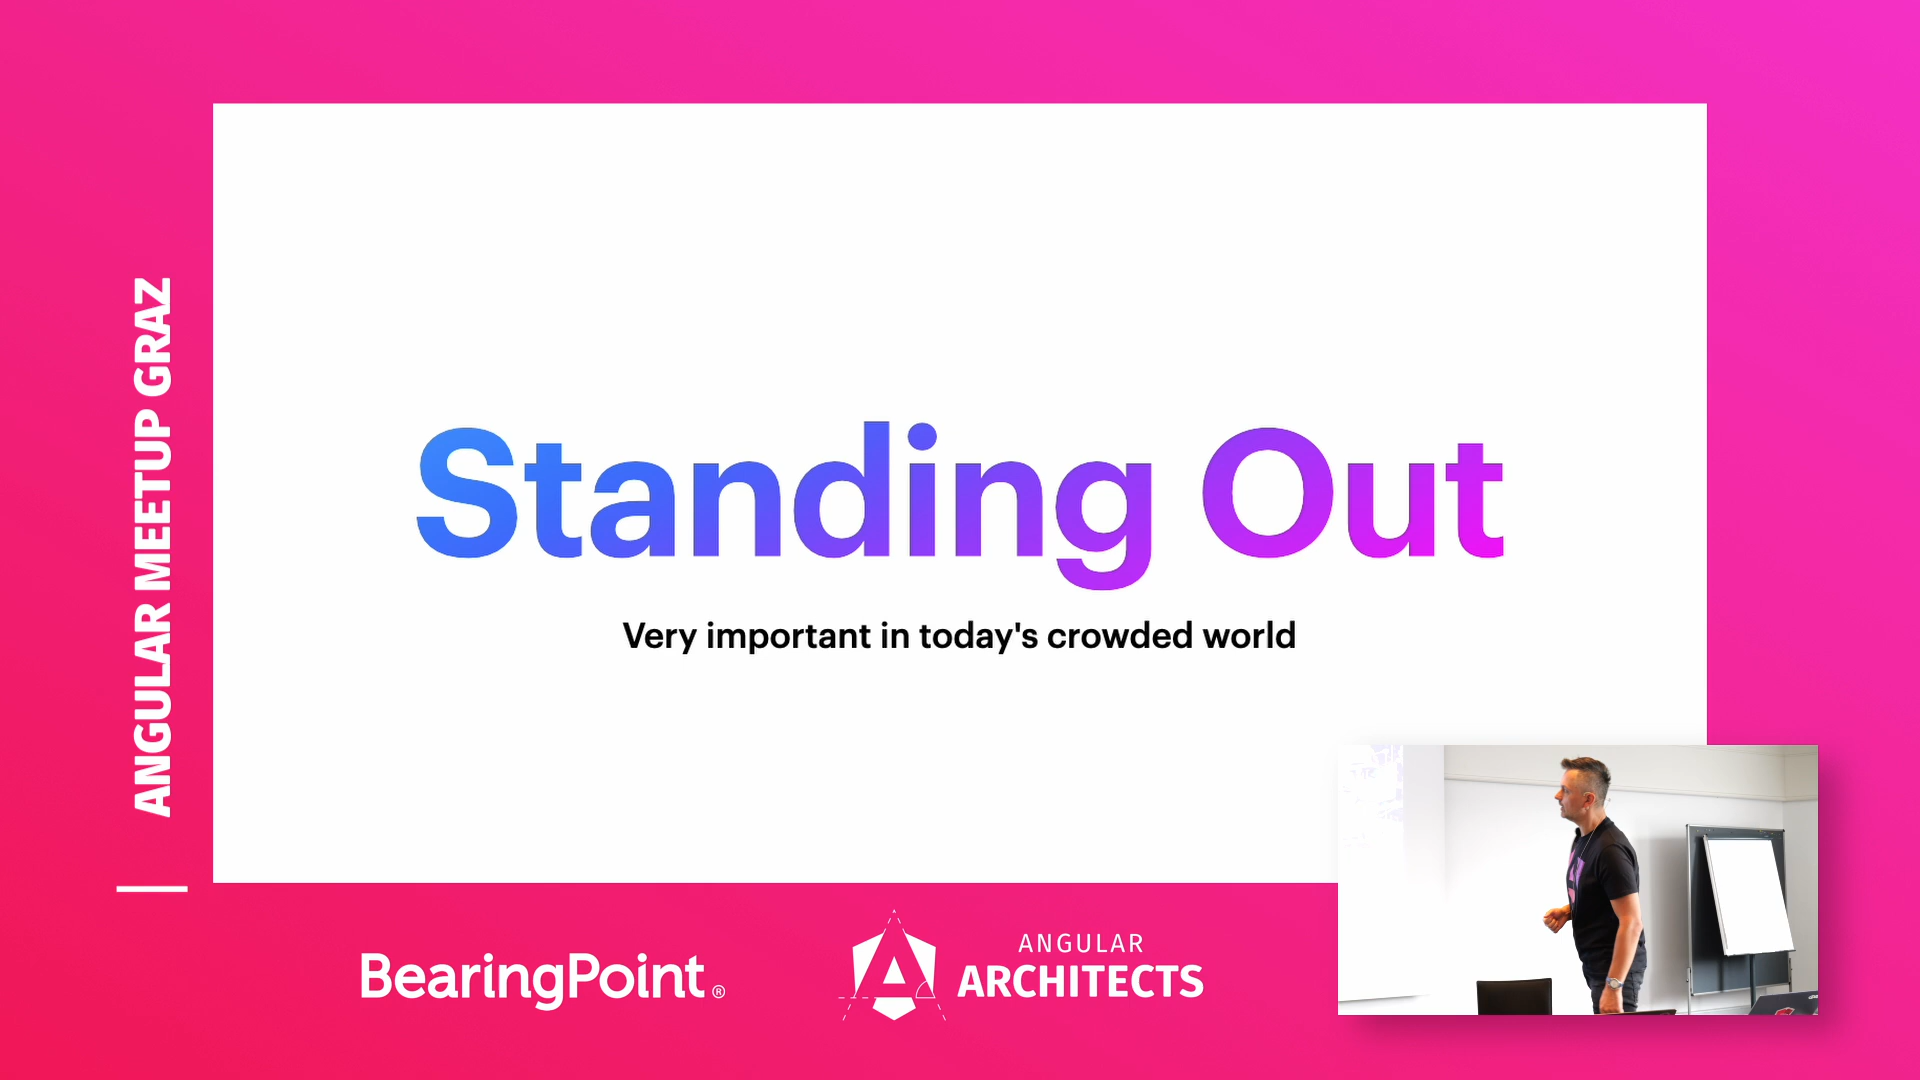 ANGULAR MEETUP GRAZ
Standing Out
Very important in today's crowded world
BearingPoint®
ANGULAR
ARCHITECTS